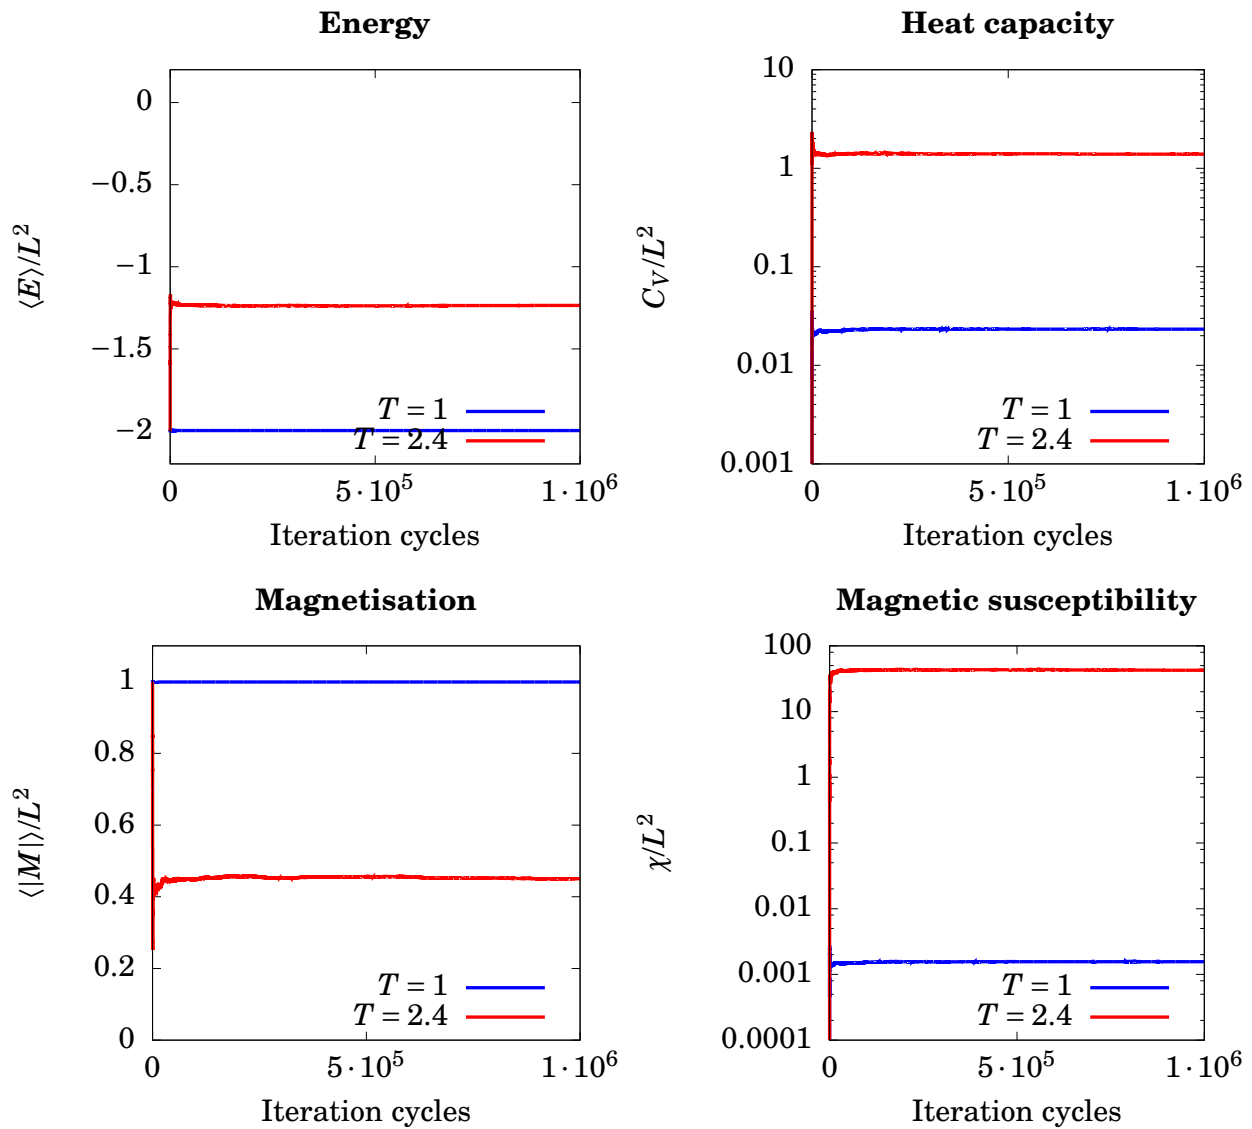 Energy
⟨E⟩/L²
0
−0.5
−1
−1.5
−2
T = 1
T = 2.4
0
5·10⁵
1·10⁶
Iteration cycles
Heat capacity
C_V/L²
10
1
0.1
0.01
0.001
T = 1
T = 2.4
0
5·10⁵
1·10⁶
Iteration cycles
Magnetisation
⟨|M|⟩/L²
1
0.8
0.6
0.4
0.2
0
T = 1
T = 2.4
0
5·10⁵
1·10⁶
Iteration cycles
Magnetic susceptibility
χ/L²
100
10
1
0.1
0.01
0.001
0.0001
T = 1
T = 2.4
0
5·10⁵
1·10⁶
Iteration cycles